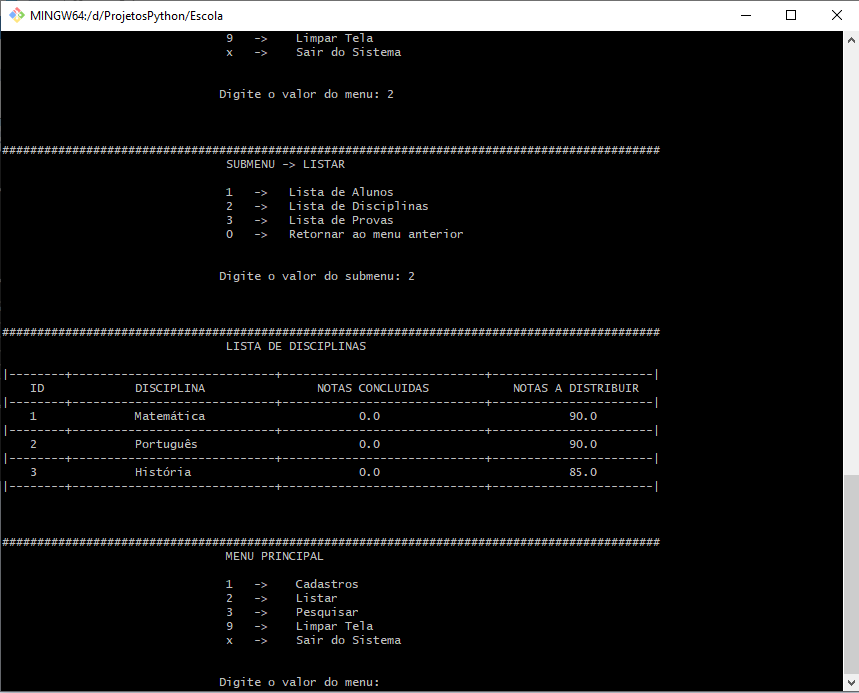 MINGW64:/d/ProjetosPython/Escola
9 -> Limpar Tela
x -> Sair do Sistema
Digite o valor do menu: 2
##############################################################################################
SUBMENU -> LISTAR
1 -> Lista de Alunos
2 -> Lista de Disciplinas
3 -> Lista de Provas
0 -> Retornar ao menu anterior
Digite o valor do submenu: 2
##############################################################################################
LISTA DE DISCIPLINAS
|--------+-----------------------------+-----------------------------+-----------------------|
ID DISCIPLINA NOTAS CONCLUIDAS NOTAS A DISTRIBUIR
|--------+-----------------------------+-----------------------------+-----------------------|
1 Matemática 0.0 90.0
|--------+-----------------------------+-----------------------------+-----------------------|
2 Português 0.0 90.0
|--------+-----------------------------+-----------------------------+-----------------------|
3 História 0.0 85.0
|--------+-----------------------------+-----------------------------+-----------------------|
##############################################################################################
MENU PRINCIPAL
1 -> Cadastros
2 -> Listar
3 -> Pesquisar
9 -> Limpar Tela
x -> Sair do Sistema
Digite o valor do menu: